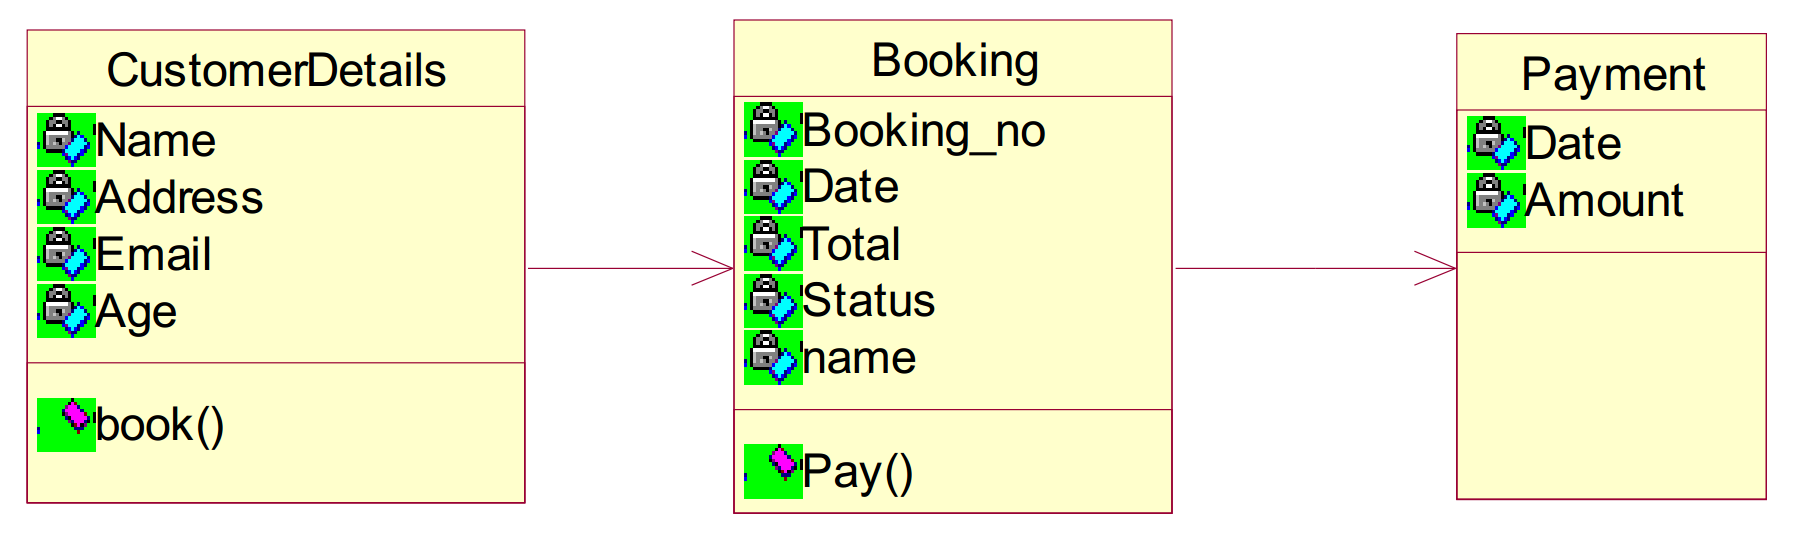 CustomerDetails
Name
Address
Email
Age
book()
Booking
Booking_no
Date
Total
Status
name
Pay()
Payment
Date
Amount